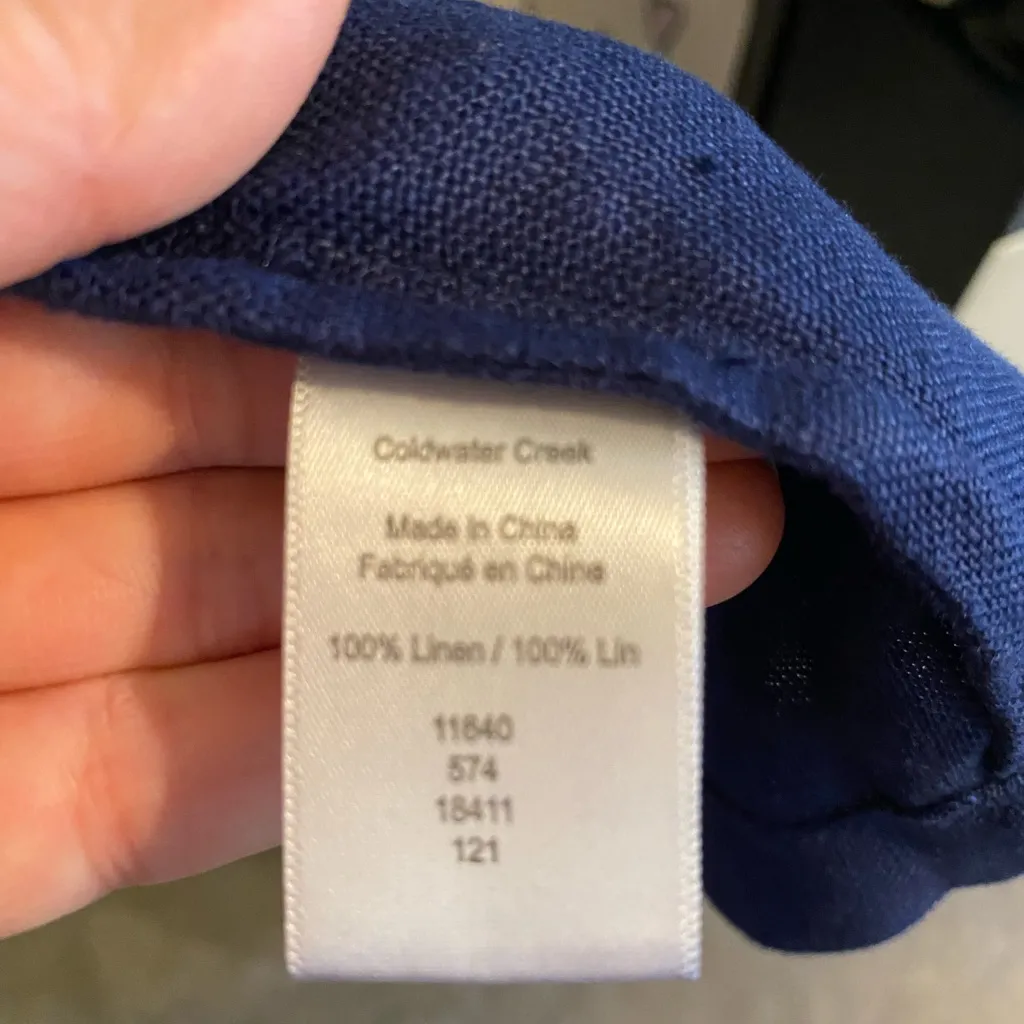 Coldwater Creek
Made in China
Fabriqué en Chine
100% Linen / 100% Lin
11640
574
18411
121